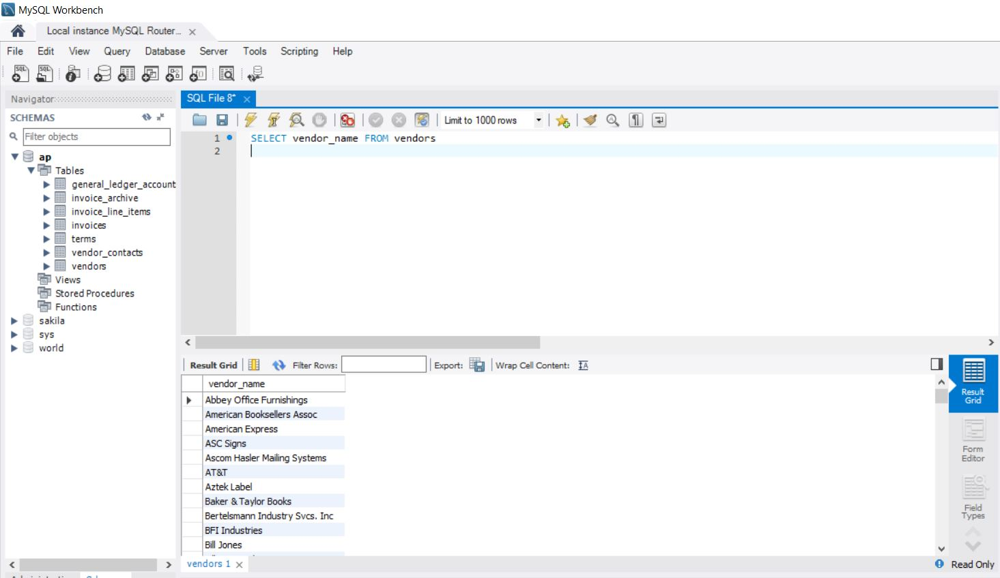 MySQL Workbench
Local instance MySQL Router...
File Edit View Query Database Server Tools Scripting Help
Navigator
SCHEMAS
Filter objects
ap
Tables
general_ledger_account
invoice_archive
invoice_line_items
invoices
terms
vendor_contacts
vendors
Views
Stored Procedures
Functions
sakila
sys
world
SQL File 8*
Limit to 1000 rows
1 SELECT vendor_name FROM vendors
2
Result Grid Filter Rows: Export: Wrap Cell Content:
vendor_name
Abbey Office Furnishings
American Booksellers Assoc
American Express
ASC Signs
Ascom Hasler Mailing Systems
AT&T
Aztek Label
Baker & Taylor Books
Bertelsmann Industry Svcs. Inc
BFI Industries
Bill Jones
Result
Grid
Form
Editor
Field
Types
vendors 1
Read Only